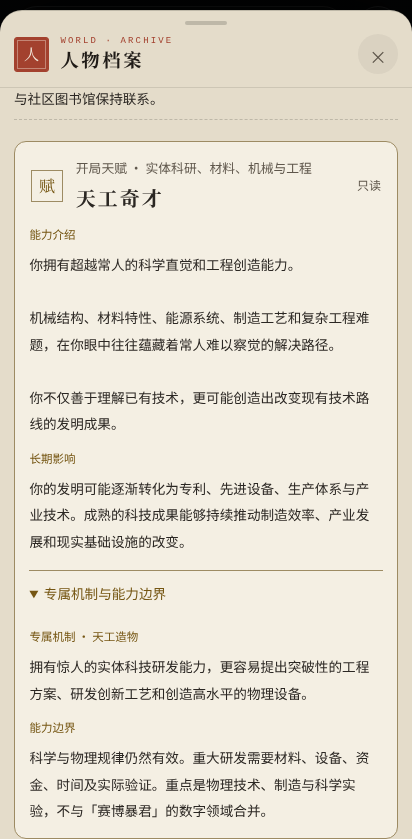 人
WORLD · ARCHIVE
人物档案
与社区图书馆保持联系。
赋
开局天赋 · 实体科研、材料、机械与工程
天工奇才
只读
能力介绍
你拥有超越常人的科学直觉和工程创造能力。
机械结构、材料特性、能源系统、制造工艺和复杂工程难
题，在你眼中往往蕴藏着常人难以察觉的解决路径。
你不仅善于理解已有技术，更可能创造出改变现有技术路
线的发明成果。
长期影响
你的发明可能逐渐转化为专利、先进设备、生产体系与产
业技术。成熟的科技成果能够持续推动制造效率、产业发
展和现实基础设施的改变。
▼ 专属机制与能力边界
专属机制 · 天工造物
拥有惊人的实体科技研发能力，更容易提出突破性的工程
方案、研发创新工艺和创造高水平的物理设备。
能力边界
科学与物理规律仍然有效。重大研发需要材料、设备、资
金、时间及实际验证。重点是物理技术、制造与科学实
验，不与「赛博暴君」的数字领域合并。